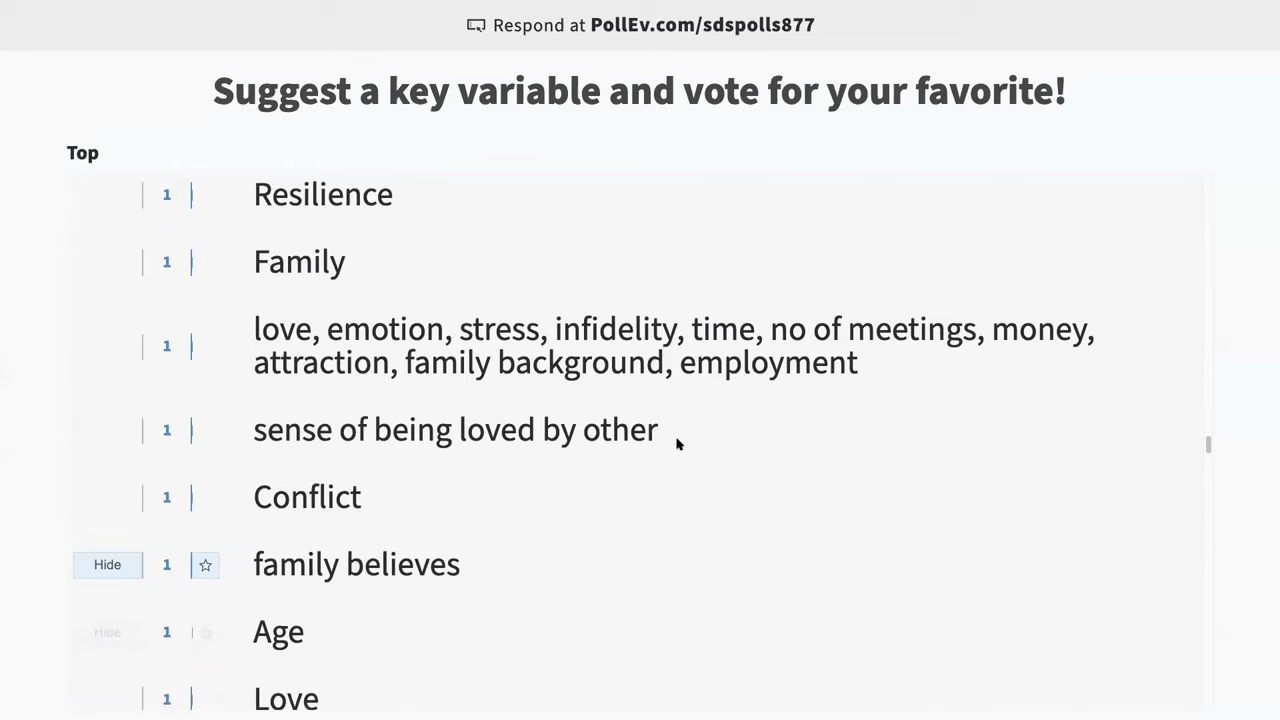 Respond at PollEv.com/sdspolls877
Suggest a key variable and vote for your favorite!
Top
1 Resilience
1 Family
1 love, emotion, stress, infidelity, time, no of meetings, money,
attraction, family background, employment
1 sense of being loved by other
1 Conflict
Hide 1 family believes
Hide 1 Age
1 Love